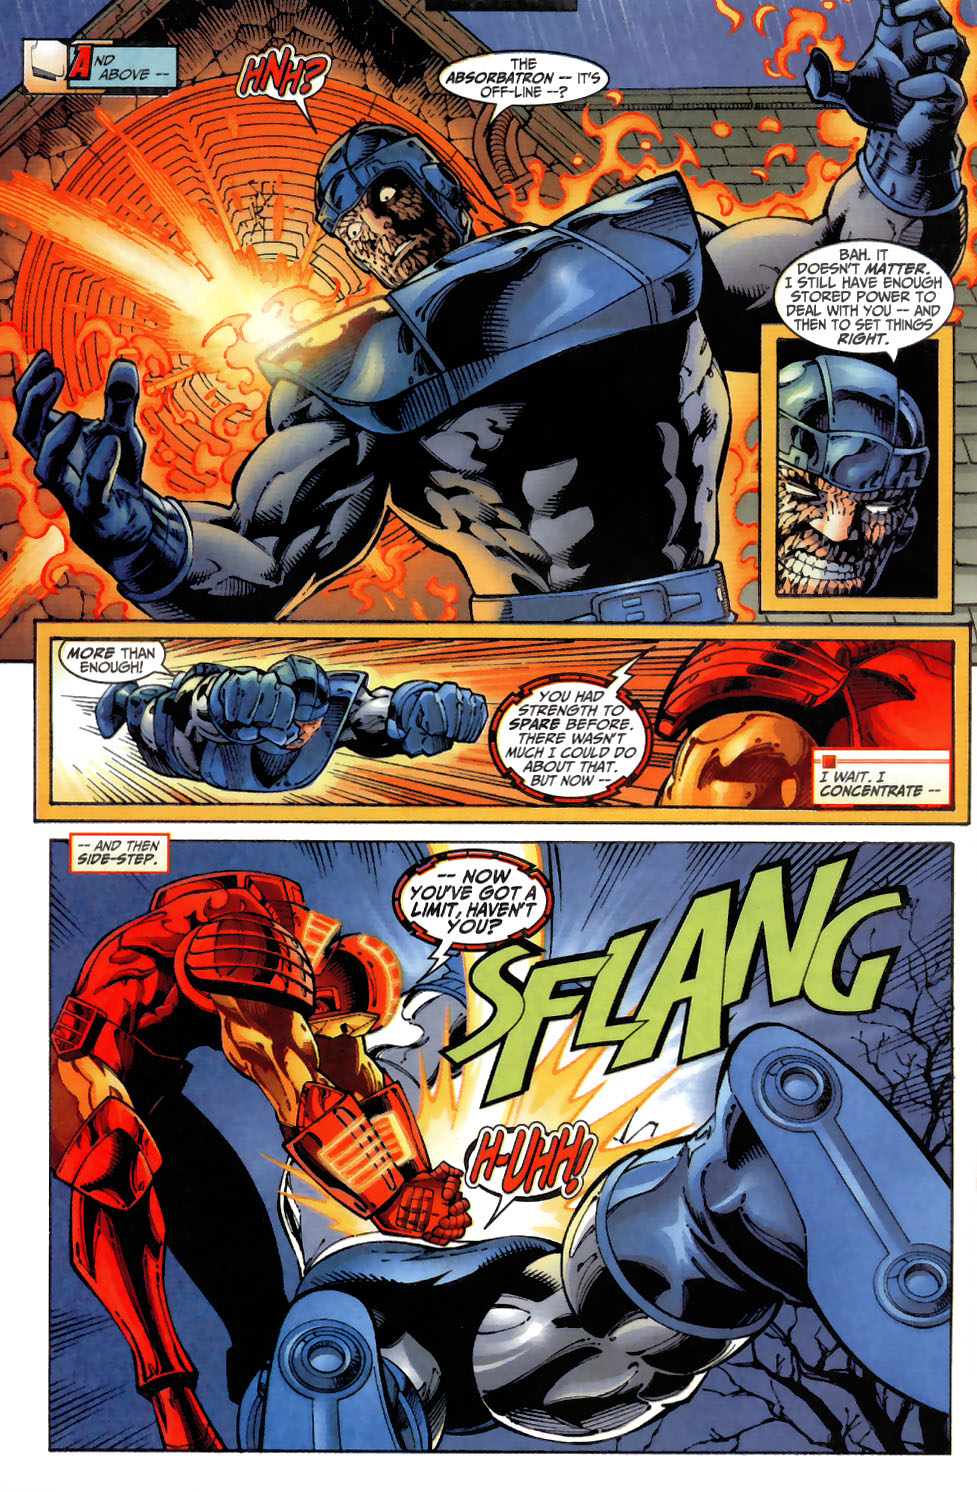 AND
ABOVE --
HNH?
THE
ABSORBATRON -- IT'S
OFF-LINE --?
BAH. IT
DOESN'T MATTER.
I STILL HAVE ENOUGH
STORED POWER TO
DEAL WITH YOU -- AND
THEN TO SET THINGS
RIGHT.
MORE THAN
ENOUGH!
YOU HAD
STRENGTH TO
SPARE BEFORE.
THERE WASN'T
MUCH I COULD DO
ABOUT THAT.
BUT NOW --
I WAIT. I
CONCENTRATE --
-- AND THEN
SIDE-STEP.
-- NOW
YOU'VE GOT A
LIMIT, HAVEN'T
YOU?
SFLANG
H-UHH!